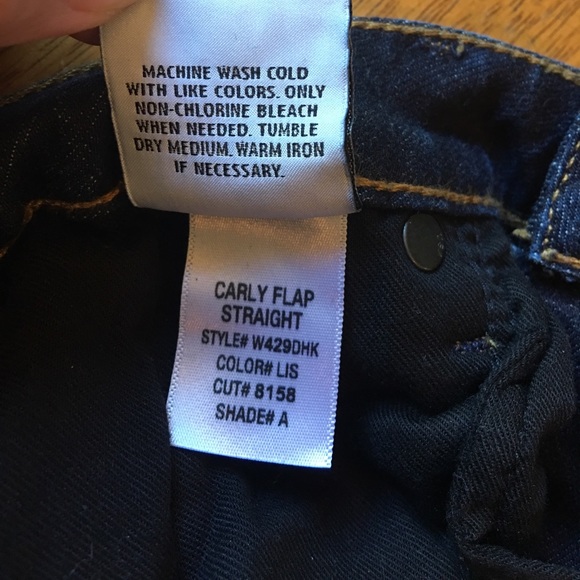 MACHINE WASH COLD
WITH LIKE COLORS. ONLY
NON-CHLORINE BLEACH
WHEN NEEDED. TUMBLE
DRY MEDIUM. WARM IRON
IF NECESSARY.
CARLY FLAP
STRAIGHT
STYLE# W429DHK
COLOR# LIS
CUT# 8158
SHADE# A